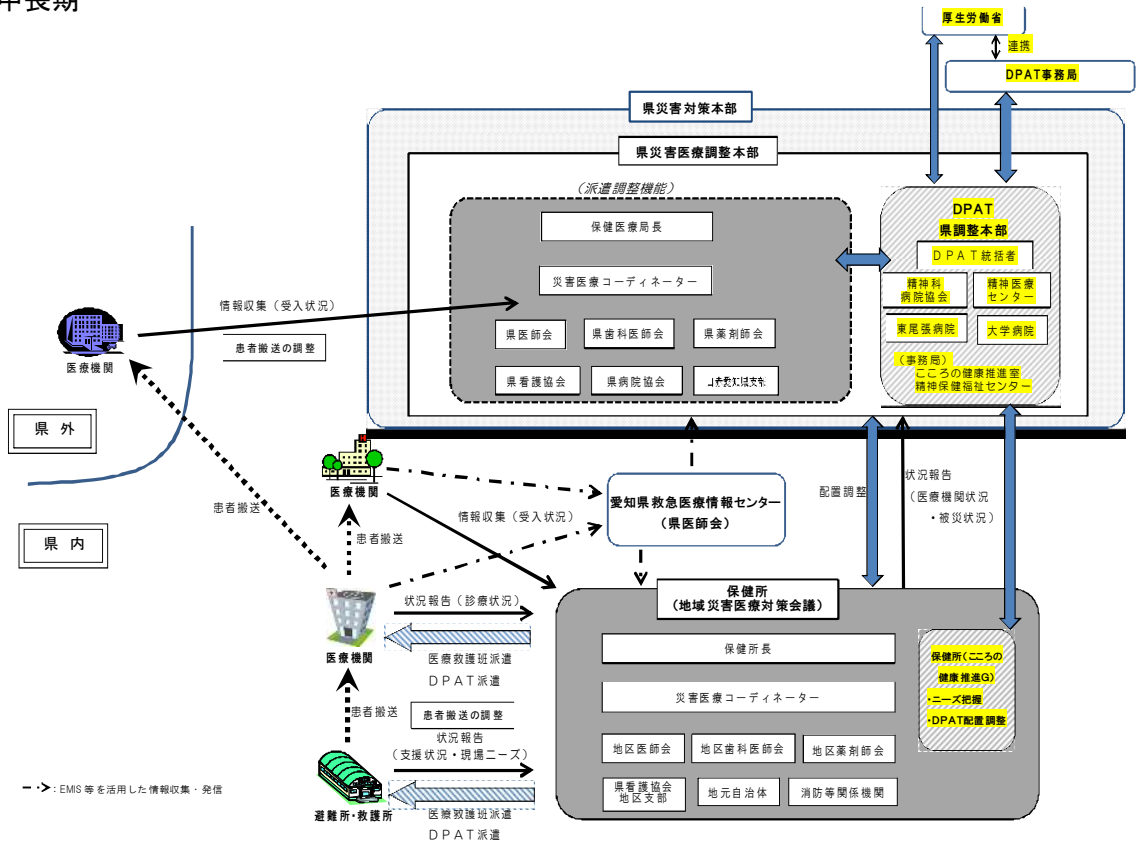 中長期
厚生労働省
連携
DPAT事務局
県災害対策本部
県災害医療調整本部
(派遣調整機能)
保健医療局長
災害医療コーディネーター
県医師会
県歯科医師会
県薬剤師会
県看護協会
県病院協会
DPAT
県調整本部
DPAT統括者
精神科
病院協会
精神医療
センター
東尾張病院
大学病院
(事務局)
こころの健康推進室
精神保健福祉センター
情報収集(受入状況)
患者搬送の調整
医療機関
県 外
県 内
患者搬送
医療機関
患者搬送
情報収集(受入状況)
愛知県救急医療情報センター
(県医師会)
配置調整
状況報告
(医療機関状況
・被災状況)
医療機関
状況報告(診療状況)
医療救護班派遣
DPAT派遣
患者搬送
患者搬送の調整
状況報告
(支援状況・現場ニーズ)
避難所・救護所
医療救護班派遣
DPAT派遣
保健所
(地域災害医療対策会議)
保健所長
災害医療コーディネーター
地区医師会
地区歯科医師会
地区薬剤師会
県看護協会
地区支部
地元自治体
消防等関係機関
保健所(こころの
健康推進G)
・ニーズ把握
・DPAT配置調整
:EMIS等を活用した情報収集・発信